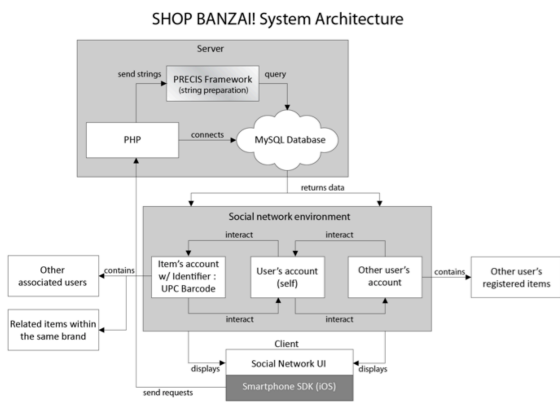 SHOP BANZAI! System Architecture
Server
send strings
PRECIS Framework
(string preparation)
query
PHP
connects
MySQL Database
returns data
Social network environment
interact
interact
Other
associated users
contains
Item's account
w/ Identifier :
UPC Barcode
User's account
(self)
Other user's
account
contains
Other user's
registered items
Related items within
the same brand
interact
interact
Client
displays
Social Network UI
displays
Smartphone SDK (iOS)
send requests